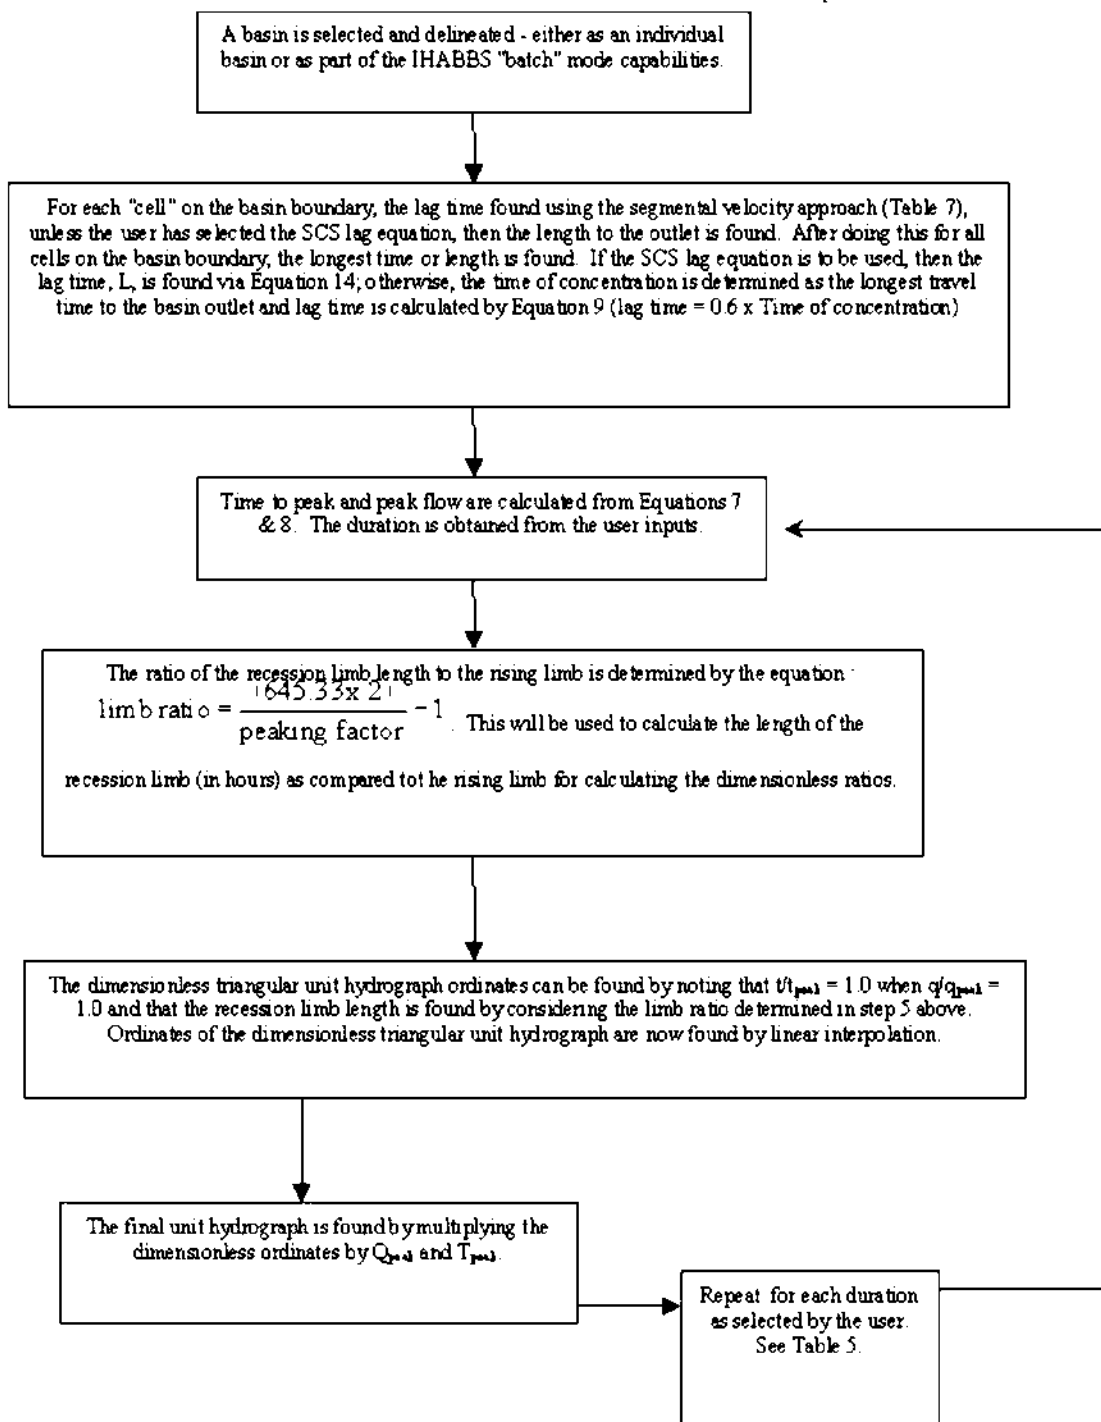 A basin is selected and delineated - either as an individual
basin or as part of the IHABBS "batch" mode capabilities.
For each "cell" on the basin boundary, the lag time found using the segmental velocity approach (Table 7),
unless the user has selected the SCS lag equation, then the length to the outlet is found. After doing this for all
cells on the basin boundary, the longest time or length is found. If the SCS lag equation is to be used, then the
lag time, L, is found via Equation 14; otherwise, the time of concentration is determined as the longest travel
time to the basin outlet and lag time is calculated by Equation 9 (lag time = 0.6 x Time of concentration)
Time to peak and peak flow are calculated from Equations 7
& 8. The duration is obtained from the user inputs.
The ratio of the recession limb length to the rising limb is determined by the equation
limb ratio = (645.33x 2) / peaking factor - 1 . This will be used to calculate the length of the
recession limb (in hours) as compared tot he rising limb for calculating the dimensionless ratios.
The dimensionless triangular unit hydrograph ordinates can be found by noting that t/tpeak = 1.0 when q/qpeak =
1.0 and that the recession limb length is found by considering the limb ratio determined in step 5 above.
Ordinates of the dimensionless triangular unit hydrograph are now found by linear interpolation.
The final unit hydrograph is found by multiplying the
dimensionless ordinates by Qpeak and Tpeak.
Repeat for each duration
as selected by the user.
See Table 5.